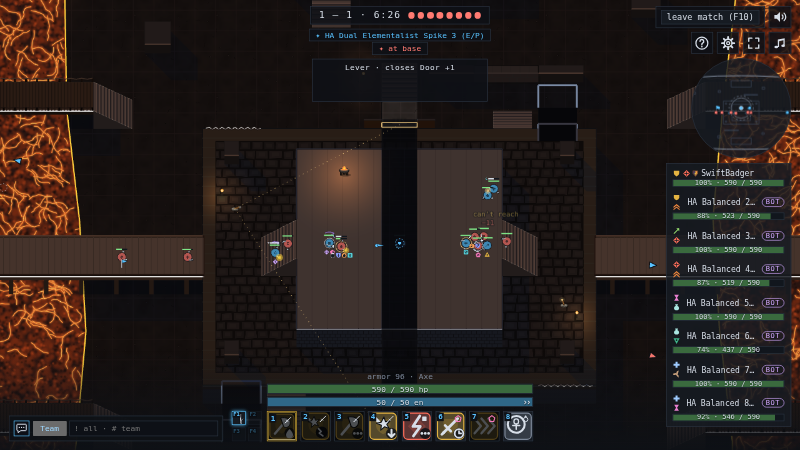 1 – 1 · 6:26
leave match (F10)
✦ HA Dual Elementalist Spike 3 (E/P)
✦ at base
Lever · closes Door +1
SwiftBadger
100% · 590 / 590
HA Balanced 2… BOT
88% · 523 / 590
HA Balanced 3… BOT
100% · 590 / 590
HA Balanced 4… BOT
87% · 519 / 590
HA Balanced 5… BOT
100% · 590 / 590
HA Balanced 6… BOT
74% · 437 / 590
HA Balanced 7… BOT
100% · 590 / 590
HA Balanced 8… BOT
92% · 546 / 590
can't reach
armor 96 · Axe
590 / 590 hp
50 / 50 en ››
F1 F2
F3 F4
1 2 3 4 5 6 7 8
Team ! all · # team